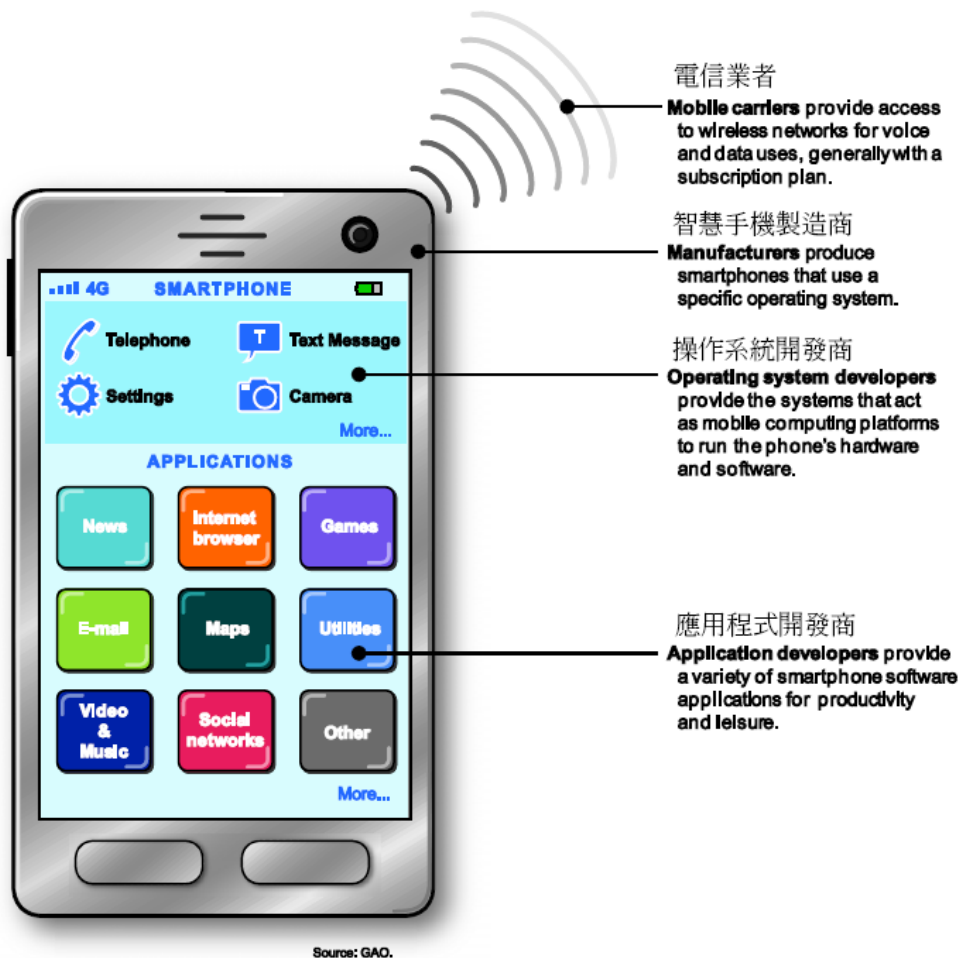 電信業者
Mobile carriers provide access
to wireless networks for voice
and data uses, generally with a
subscription plan.
智慧手機製造商
Manufacturers produce
smartphones that use a
specific operating system.
4G SMARTPHONE
Telephone
T
Text Message
Settings
Camera
More...
操作系統開發商
Operating system developers
provide the systems that act
as mobile computing platforms
to run the phone's hardware
and software.
APPLICATIONS
News
Internet
browser
Games
E-mail
Maps
Utilities
Video
&
Music
Social
networks
Other
More...
應用程式開發商
Application developers provide
a variety of smartphone software
applications for productivity
and leisure.
Source: GAO.